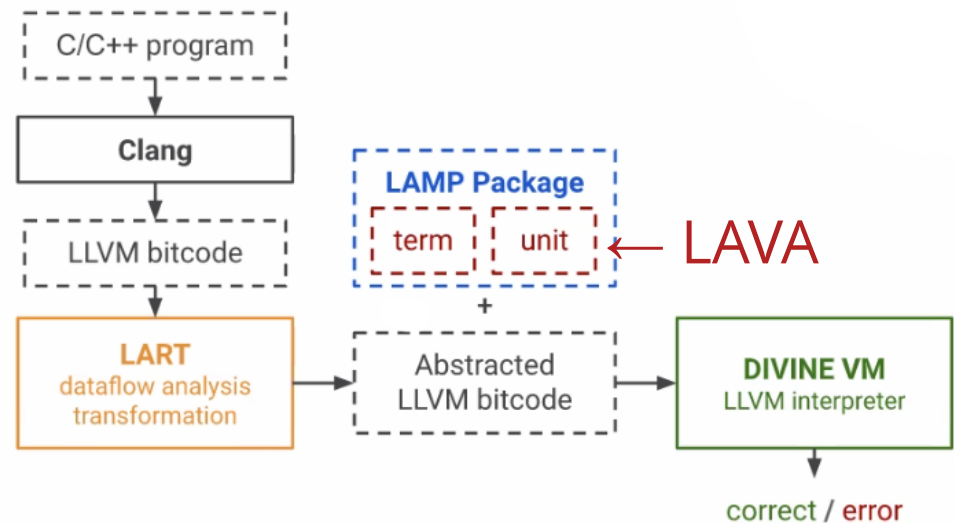 C/C++ program
Clang
LLVM bitcode
LART
dataflow analysis
transformation
LAMP Package
term
unit
← LAVA
+
Abstracted
LLVM bitcode
DIVINE VM
LLVM interpreter
correct / error